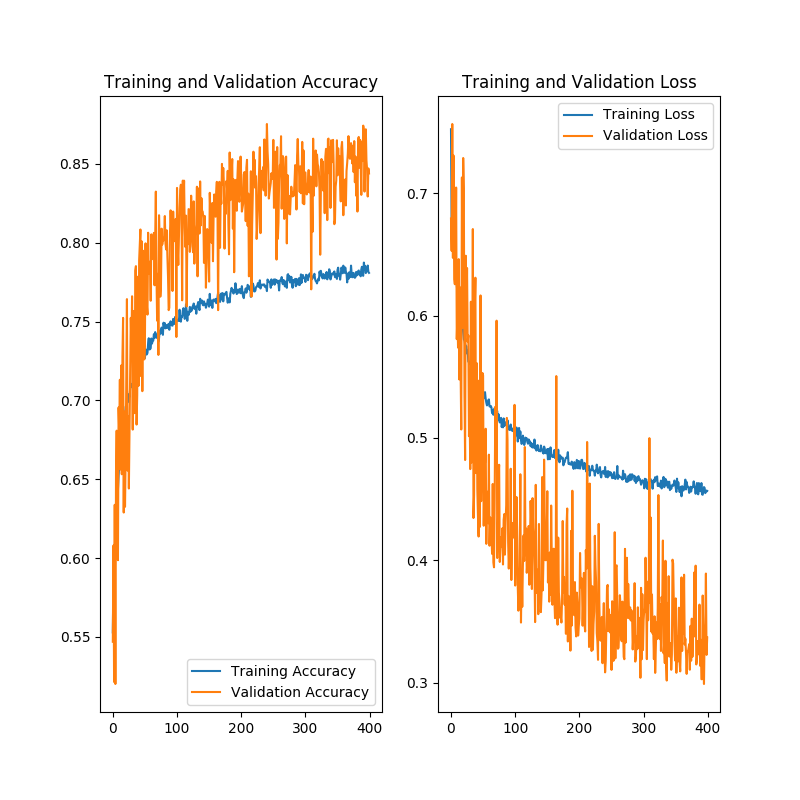 Training and Validation Accuracy
0.85
0.80
0.75
0.70
0.65
0.60
0.55
0 100 200 300 400
Training Accuracy
Validation Accuracy
Training and Validation Loss
Training Loss
Validation Loss
0.7
0.6
0.5
0.4
0.3
0 100 200 300 400